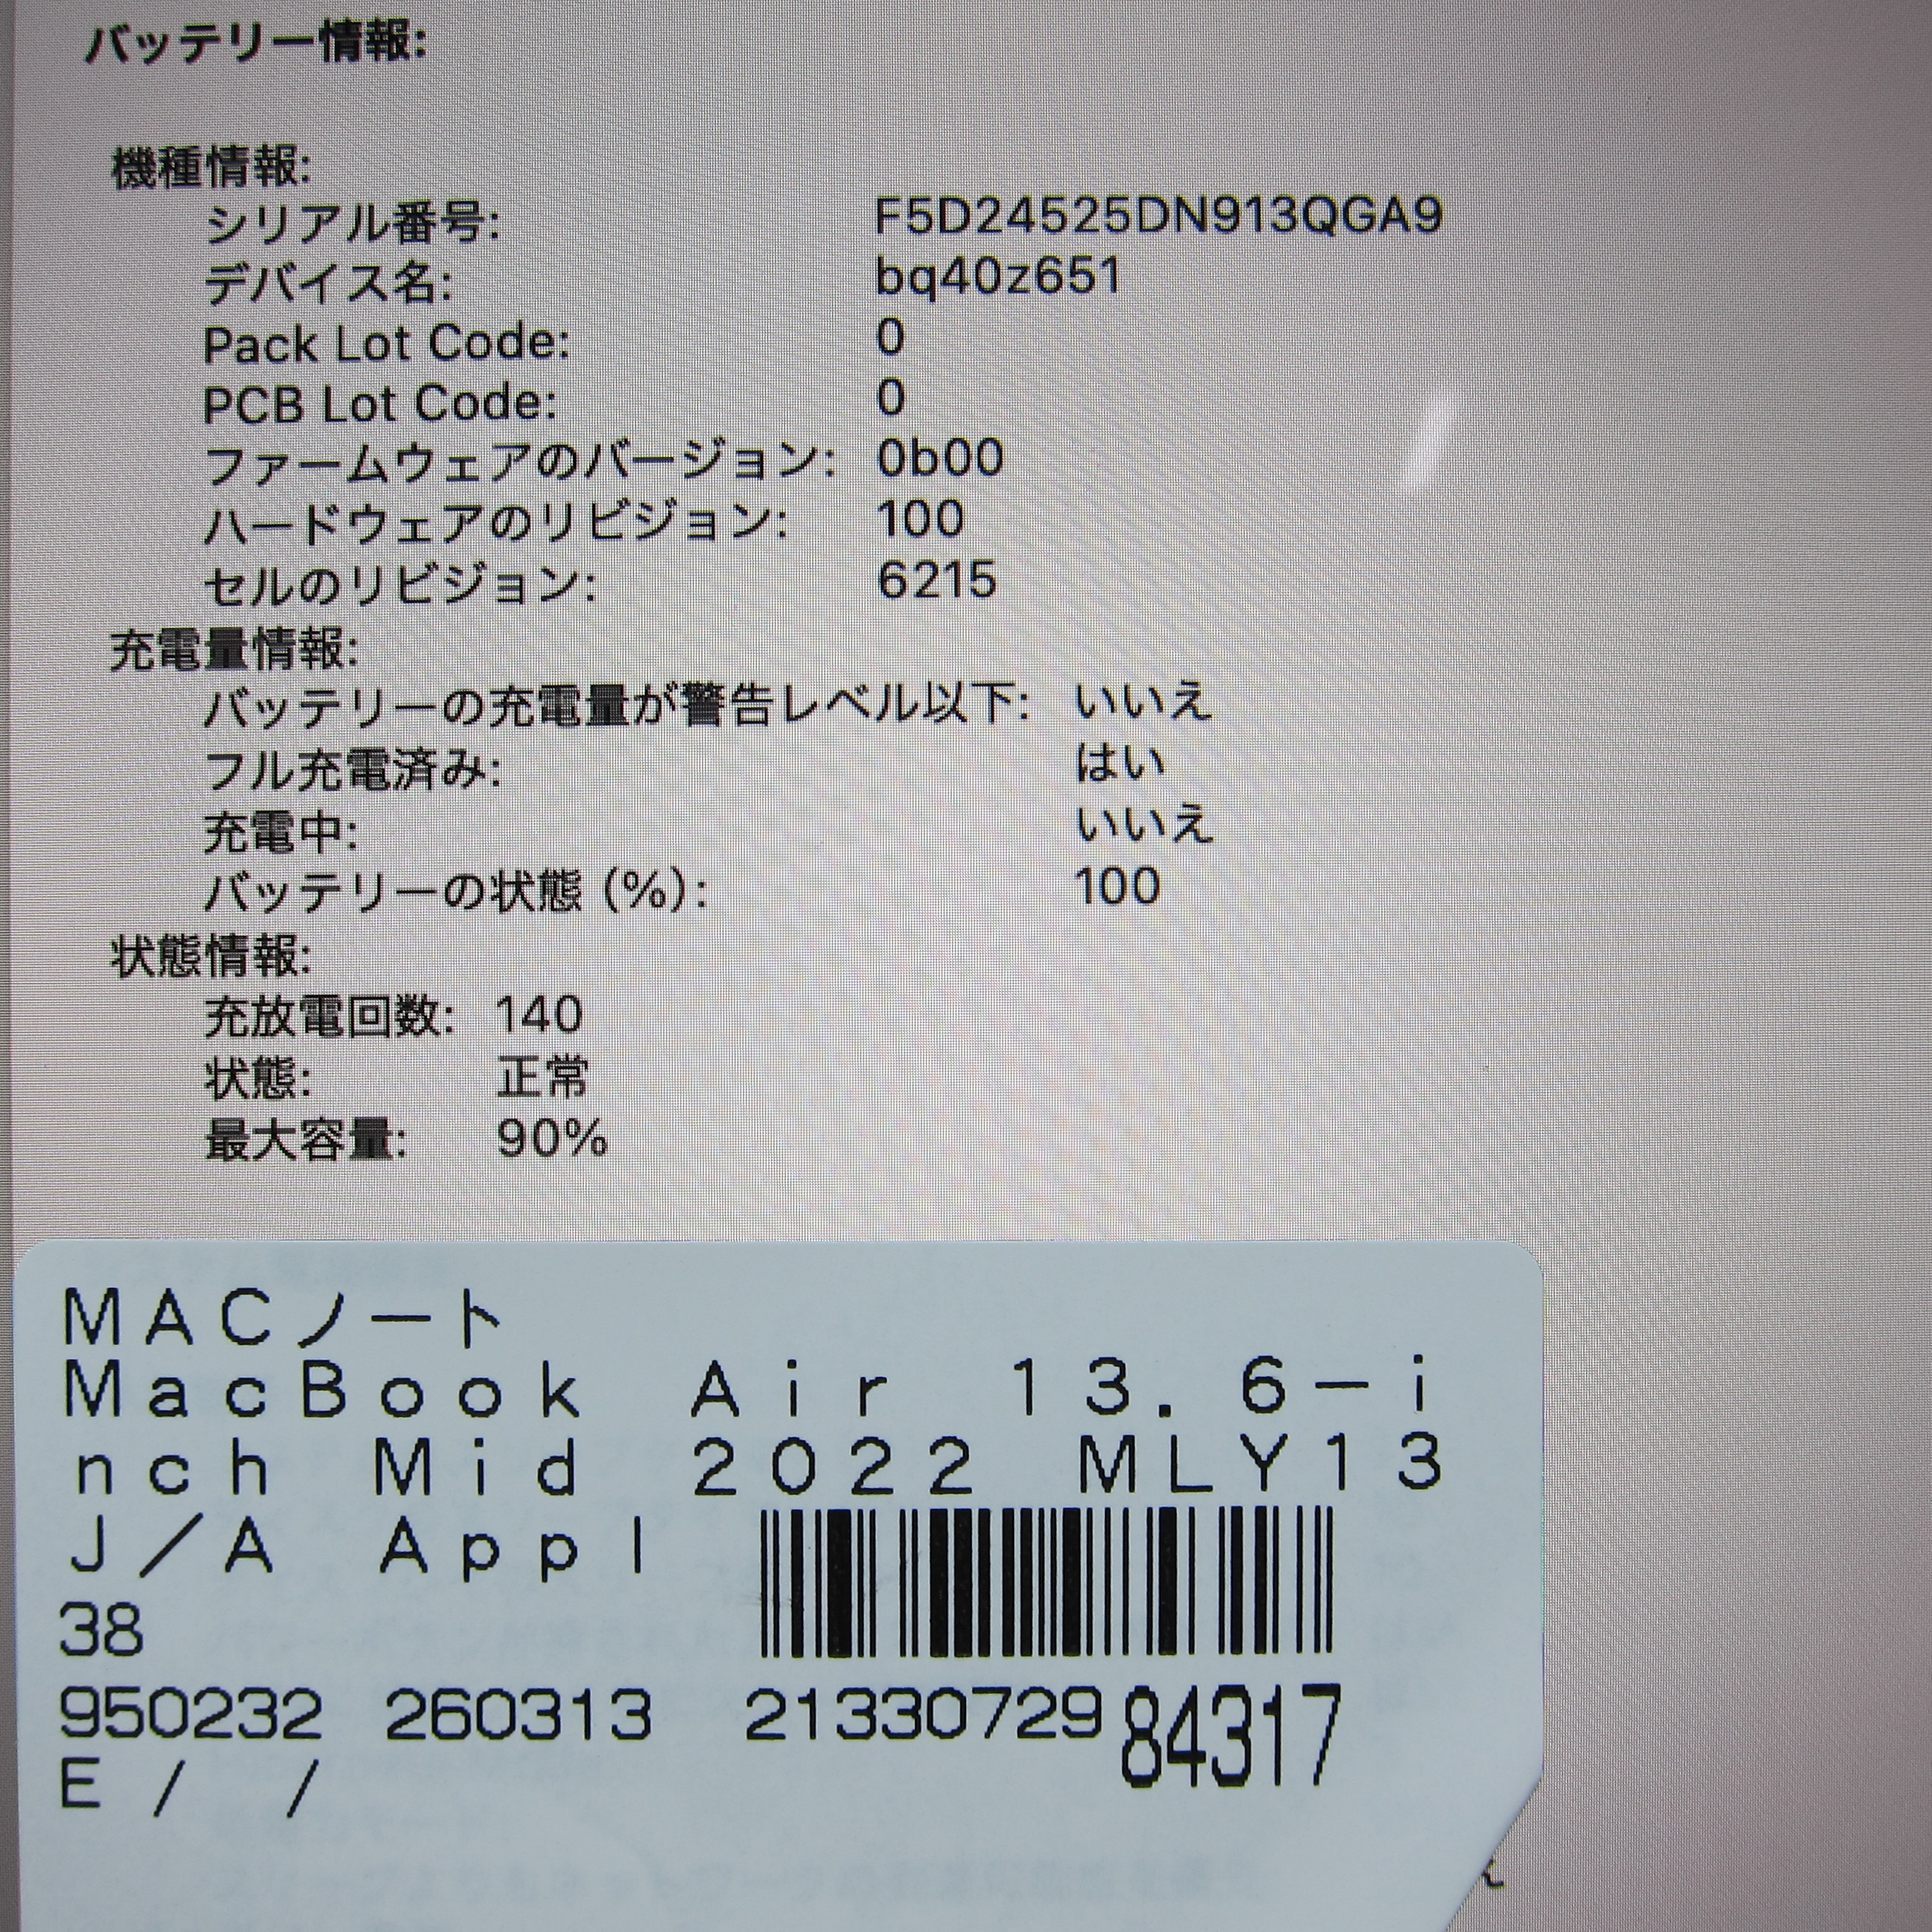 バッテリー情報:
機種情報:
シリアル番号: F5D24525DN913QGA9
デバイス名: bq40z651
Pack Lot Code: 0
PCB Lot Code: 0
ファームウェアのバージョン: 0b00
ハードウェアのリビジョン: 100
セルのリビジョン: 6215
充電量情報:
バッテリーの充電量が警告レベル以下: いいえ
フル充電済み: はい
充電中: いいえ
バッテリーの状態 (%): 100
状態情報:
充放電回数: 140
状態: 正常
最大容量: 90%
MACノート
MacBook Air 13.6-i
nch Mid 2022 MLY13
J/A Appl
38
950232 260313 21330729 84317
E / /
え